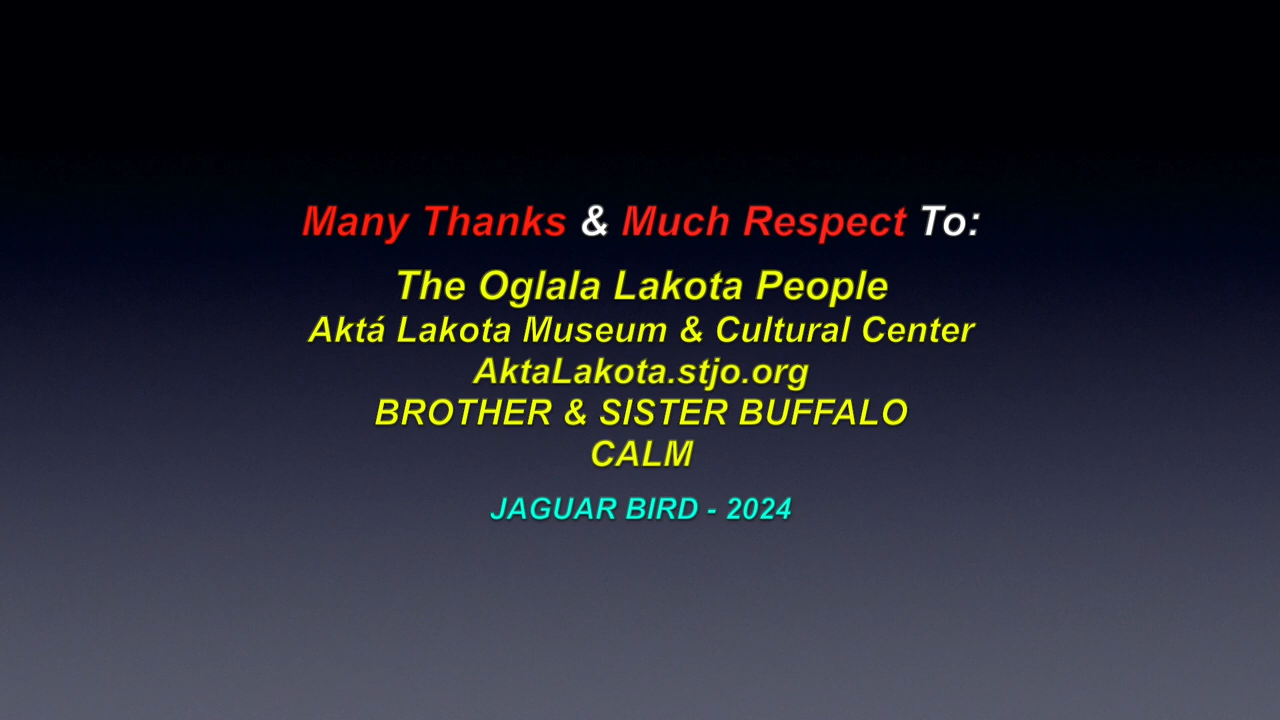 Many Thanks & Much Respect To:
The Oglala Lakota People
Aktá Lakota Museum & Cultural Center
AktaLakota.stjo.org
BROTHER & SISTER BUFFALO
CALM
JAGUAR BIRD - 2024